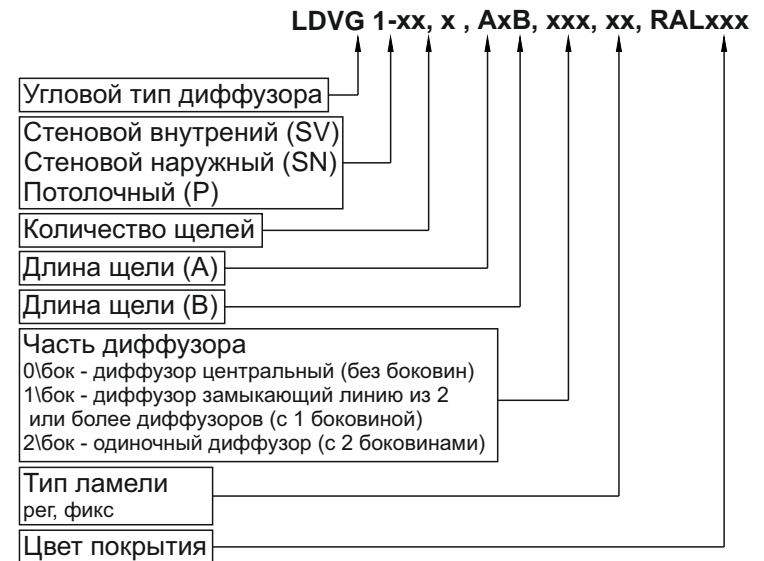 LDVG 1-xx, x , AxB, xxx, xx, RALxxx
Угловой тип диффузора
Стеновой внутрений (SV)
Стеновой наружный (SN)
Потолочный (P)
Количество щелей
Длина щели (A)
Длина щели (B)
Часть диффузора
0\бок - диффузор центральный (без боковин)
1\бок - диффузор замыкающий линию из 2
или более диффузоров (с 1 боковиной)
2\бок - одиночный диффузор (с 2 боковинами)
Тип ламели
рег, фикс
Цвет покрытия